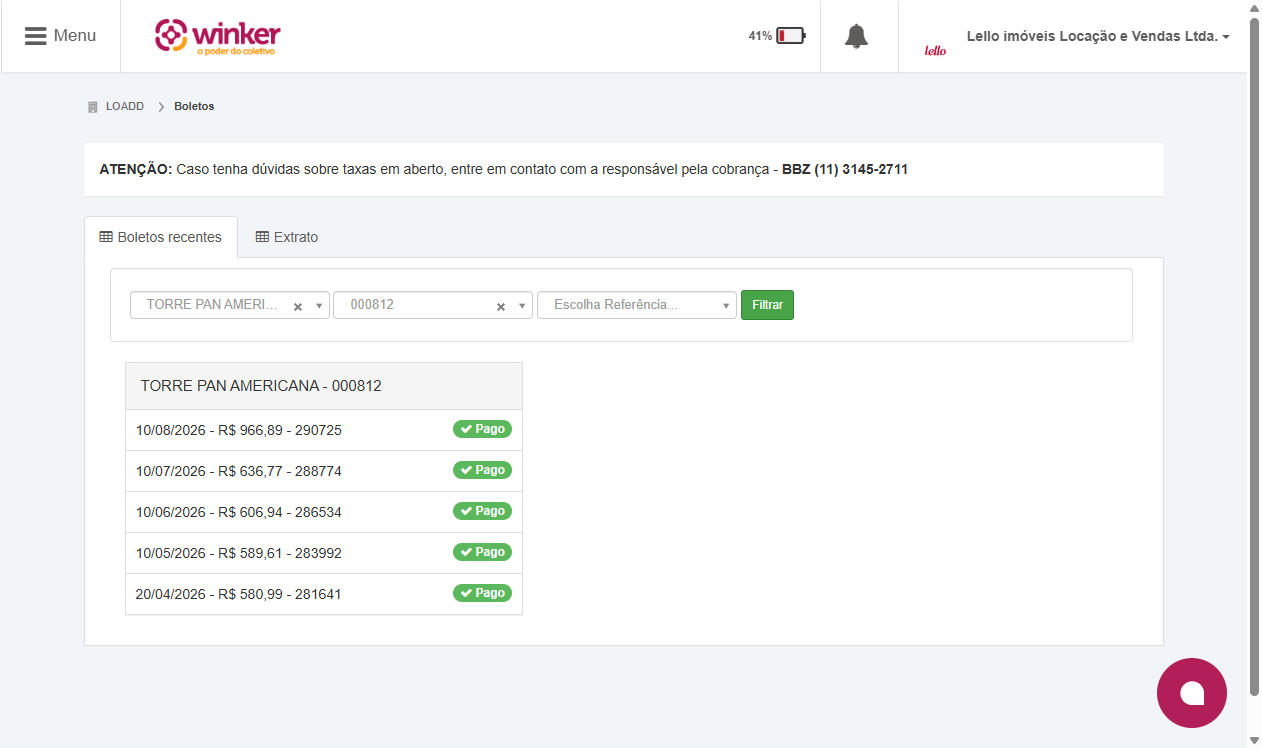 Menu
winker
o poder do coletivo
41%
lello
Lello imóveis Locação e Vendas Ltda.
LOADD
Boletos
ATENÇÃO: Caso tenha dúvidas sobre taxas em aberto, entre em contato com a responsável pela cobrança - BBZ (11) 3145-2711
Boletos recentes
Extrato
TORRE PAN AMERI...
000812
Escolha Referência...
Filtrar
TORRE PAN AMERICANA - 000812
10/08/2026 - R$ 966,89 - 290725 Pago
10/07/2026 - R$ 636,77 - 288774 Pago
10/06/2026 - R$ 606,94 - 286534 Pago
10/05/2026 - R$ 589,61 - 283992 Pago
20/04/2026 - R$ 580,99 - 281641 Pago